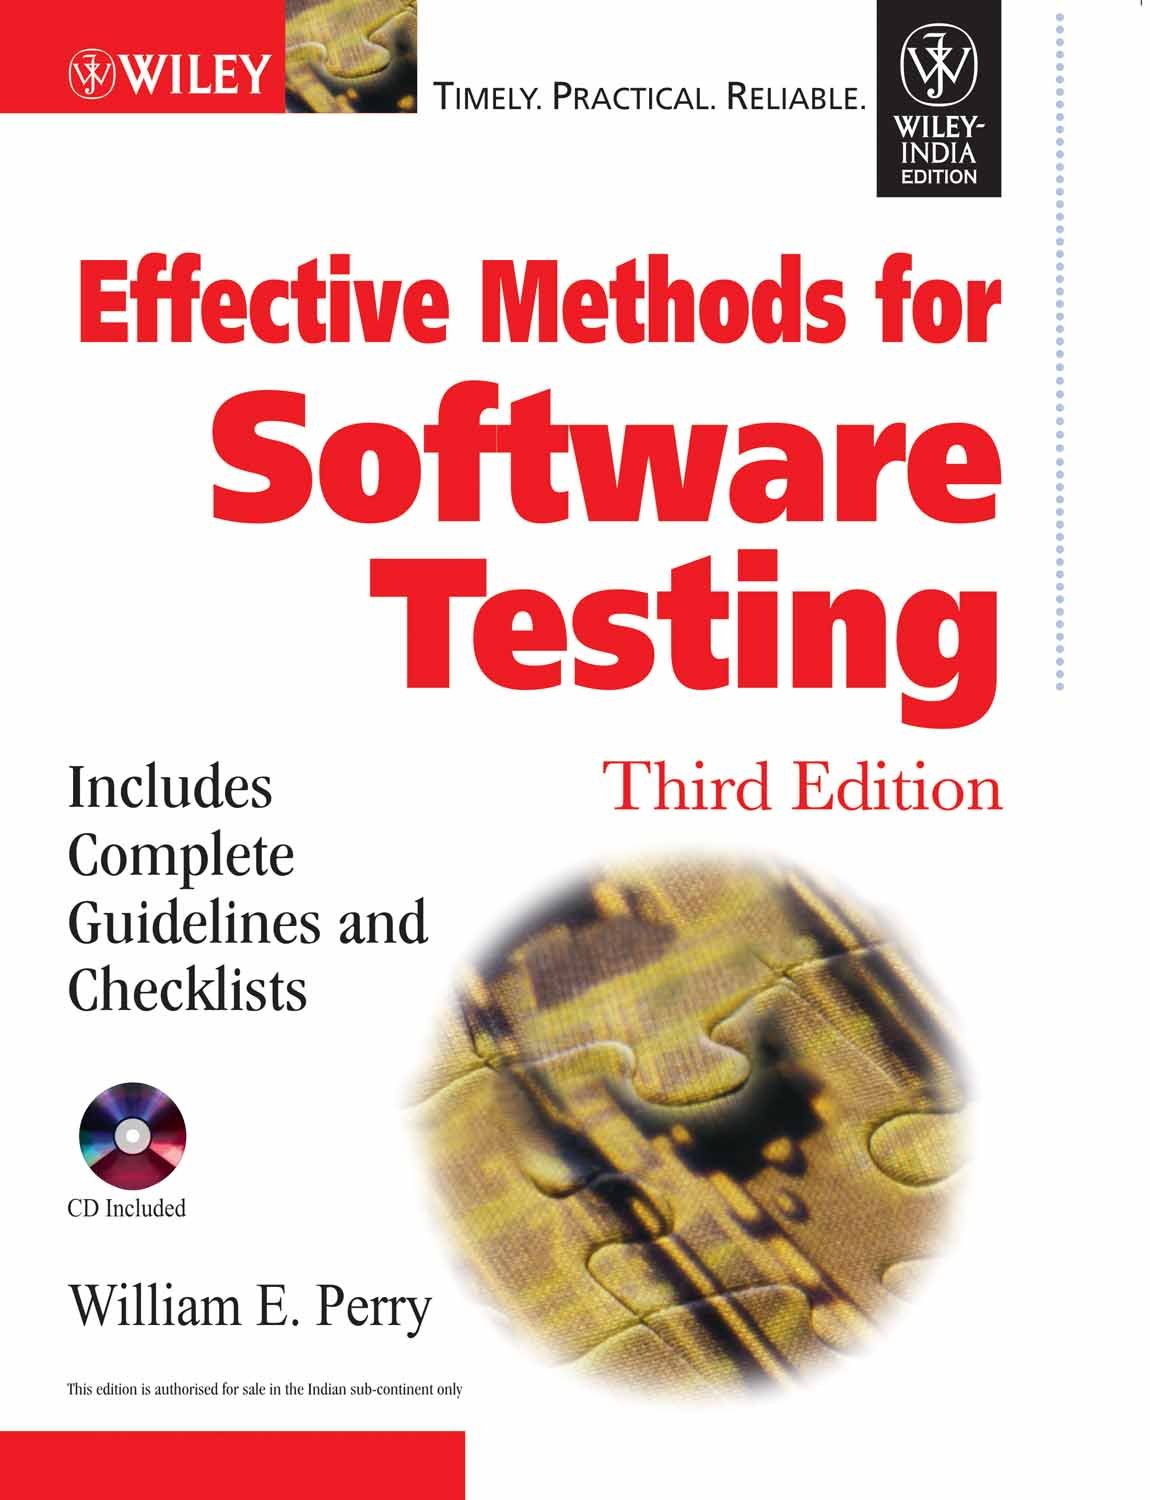 WILEY
TIMELY. PRACTICAL. RELIABLE.
WILEY-
INDIA
EDITION
Effective Methods for
Software
Testing
Third Edition
Includes
Complete
Guidelines and
Checklists
CD Included
William E. Perry
This edition is authorised for sale in the Indian sub-continent only